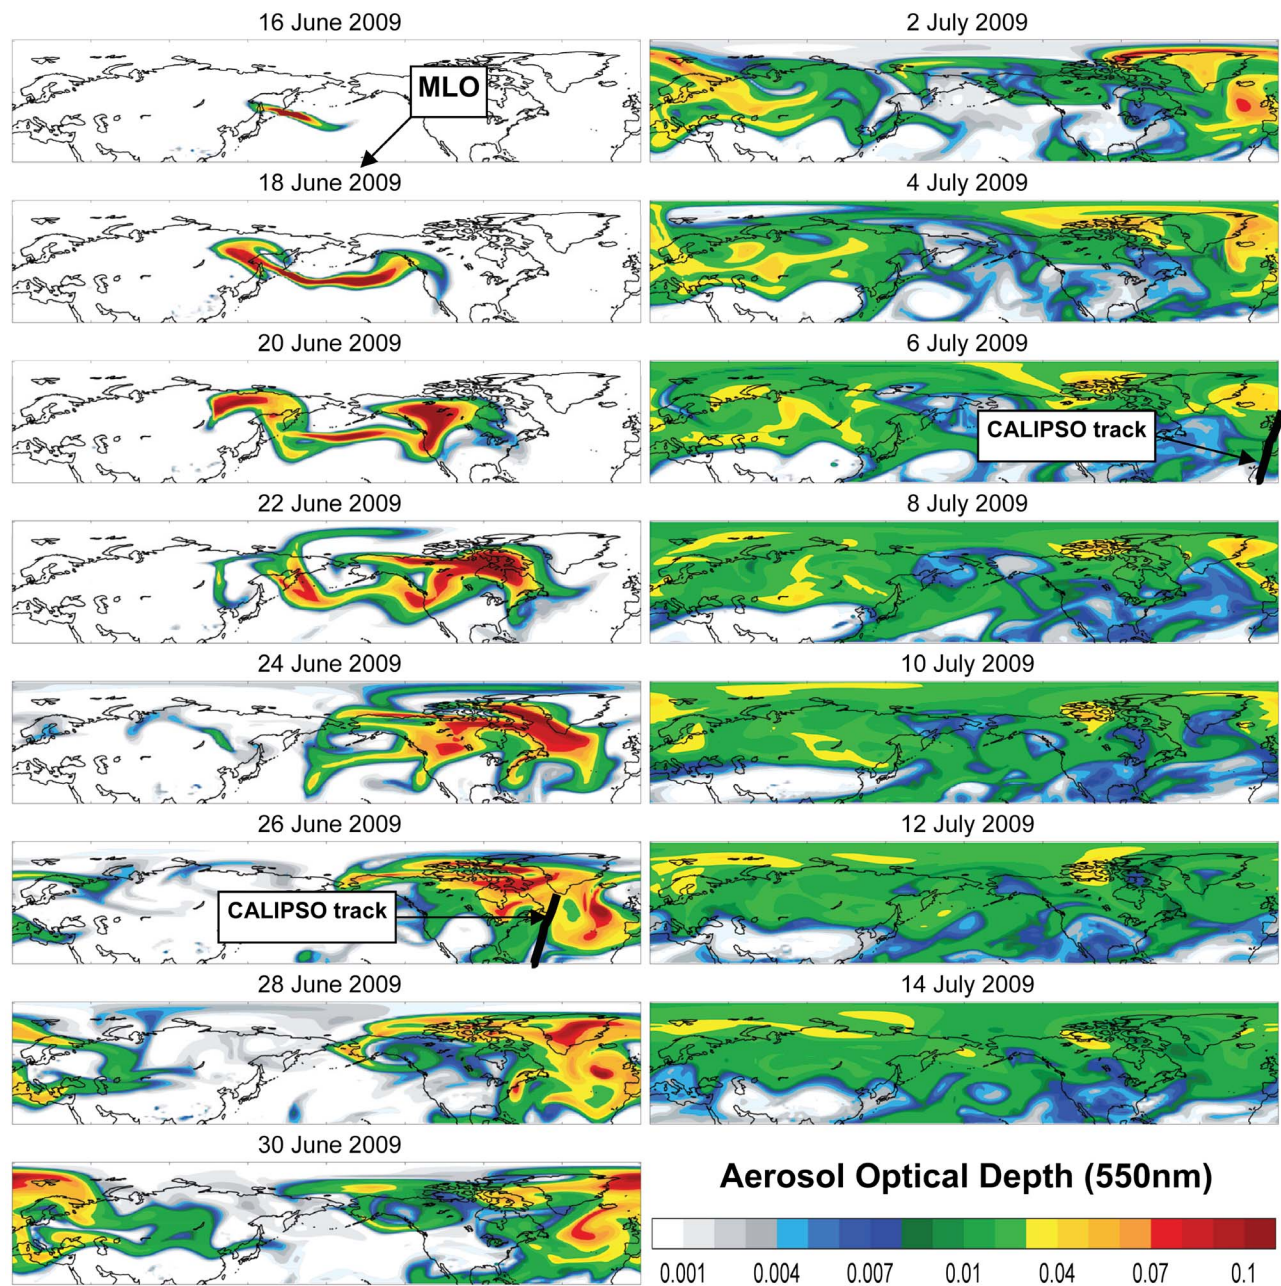 16 June 2009
MLO
18 June 2009
20 June 2009
22 June 2009
24 June 2009
26 June 2009
CALIPSO track
28 June 2009
30 June 2009
2 July 2009
4 July 2009
6 July 2009
CALIPSO track
8 July 2009
10 July 2009
12 July 2009
14 July 2009
Aerosol Optical Depth (550nm)
0.001 0.004 0.007 0.01 0.04 0.07 0.1